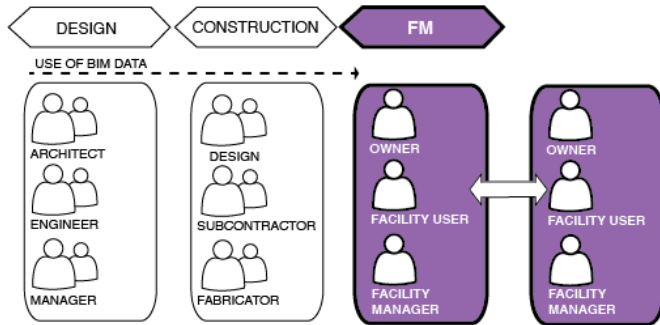 DESIGN
CONSTRUCTION
FM
USE OF BIM DATA
ARCHITECT
ENGINEER
MANAGER
DESIGN
SUBCONTRACTOR
FABRICATOR
OWNER
FACILITY USER
FACILITY
MANAGER
OWNER
FACILITY USER
FACILITY
MANAGER